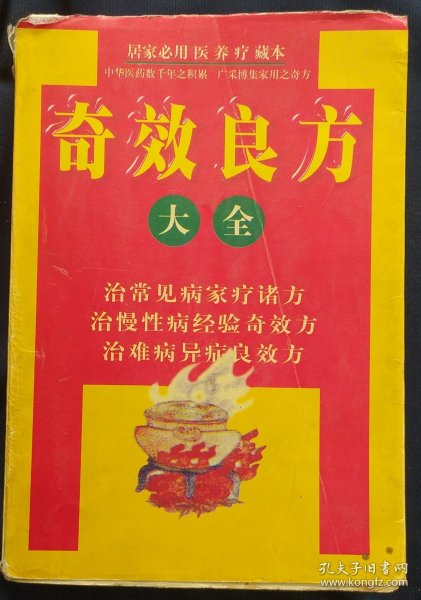 居家必用医养疗藏本
中华医药数千年之积累 广采博集家用之奇方
奇效良方
大全
治常见病家疗诸方
治慢性病经验奇效方
治难病异症良效方
孔夫子旧书网
www.kongfz.com